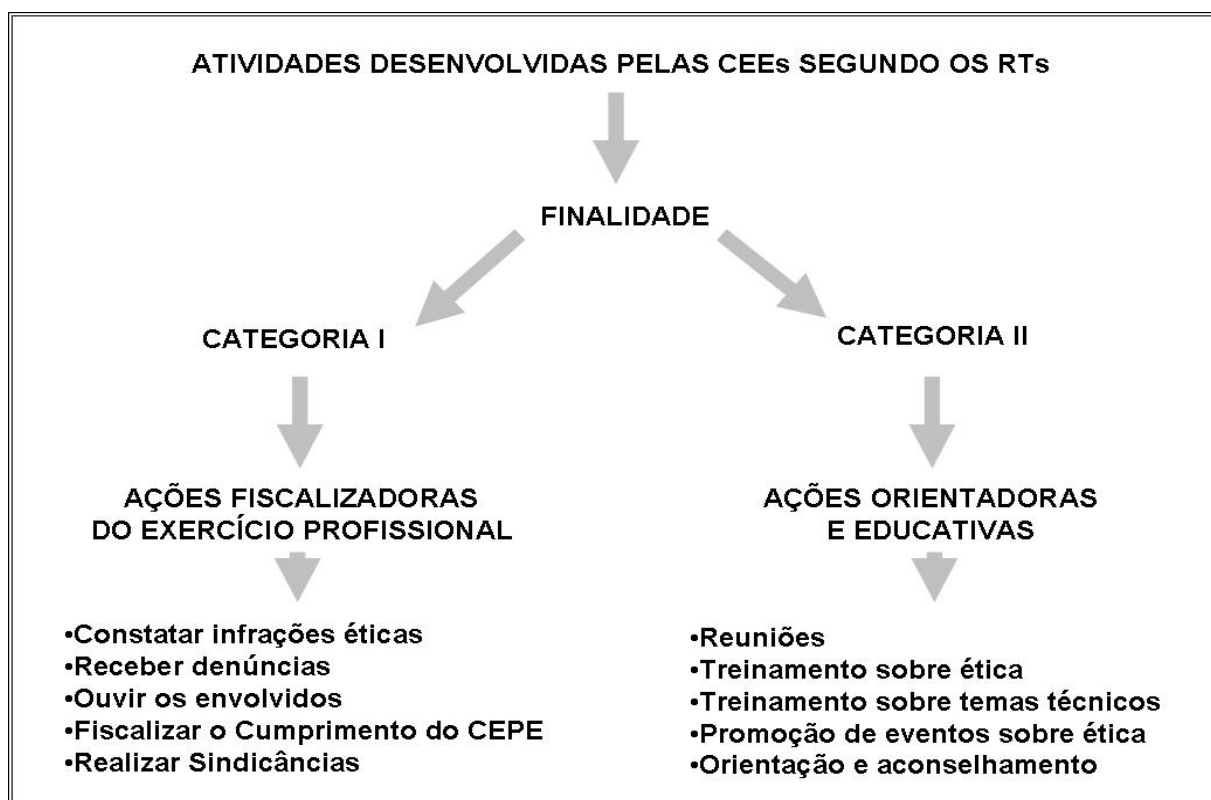 ATIVIDADES DESENVOLVIDAS PELAS CEEs SEGUNDO OS RTs
FINALIDADE
CATEGORIA I
AÇÕES FISCALIZADORAS
DO EXERCÍCIO PROFISSIONAL
•Constatar infrações éticas
•Receber denúncias
•Ouvir os envolvidos
•Fiscalizar o Cumprimento do CEPE
•Realizar Sindicâncias
CATEGORIA II
AÇÕES ORIENTADORAS
E EDUCATIVAS
•Reuniões
•Treinamento sobre ética
•Treinamento sobre temas técnicos
•Promoção de eventos sobre ética
•Orientação e aconselhamento